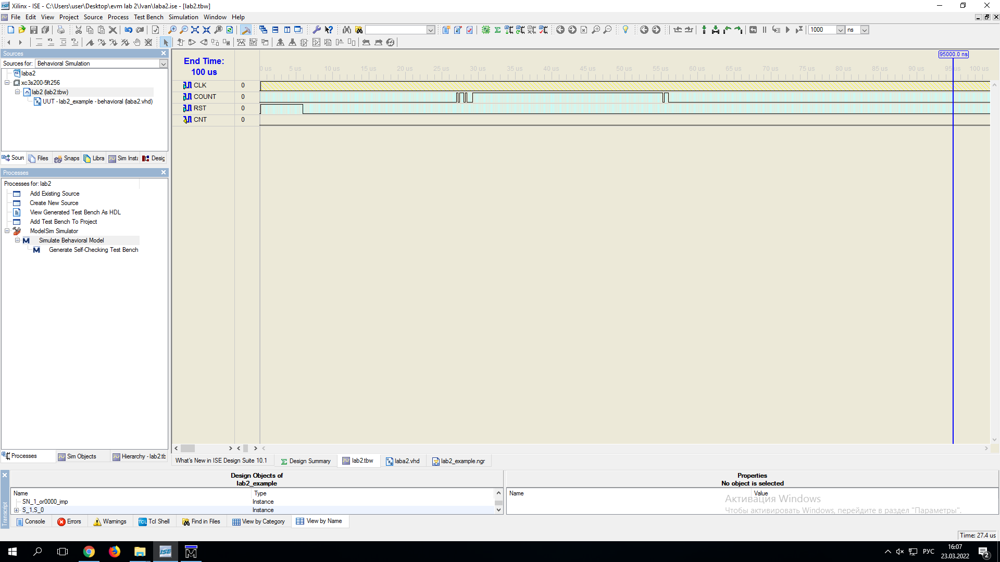 Xilinx - ISE - C:\Users\user\Desktop\evm lab 2\Ivan\laba2.ise - [lab2.tbw]
File Edit View Project Source Process Test Bench Simulation Window Help
1000 ns
Sources
Sources for: Behavioral Simulation
laba2
xc3s200-5ft256
lab2 (lab2.tbw)
UUT - lab2_example - behavioral (laba2.vhd)
Sourc Files Snaps Libra Sim Insta Desig
Processes
Processes for: lab2
Add Existing Source
Create New Source
View Generated Test Bench As HDL
Add Test Bench To Project
ModelSim Simulator
Simulate Behavioral Model
Generate Self-Checking Test Bench
Processes Sim Objects Hierarchy - lab2.tb
95000.0 ns
End Time:
100 us
0 us 5 us 10 us 15 us 20 us 25 us 30 us 35 us 40 us 45 us 50 us 55 us 60 us 65 us 70 us 75 us 80 us 85 us 90 us 95 us 100 us
CLK 0
COUNT 0
RST 0
CNT 0
What's New in ISE Design Suite 10.1 Design Summary lab2.tbw laba2.vhd lab2_example.ngr
Transcript
Design Objects of
lab2_example
Name Type
SN_1_or0000_imp Instance
S_1,S_0 Instance
Properties
No object is selected
Name Value
Активация Windows
Чтобы активировать Windows, перейдите в раздел "Параметры".
Console Errors Warnings TCL Tcl Shell Find in Files View by Category View by Name
Time: 27.4 us
ISE
РУС
16:07
23.03.2022
2